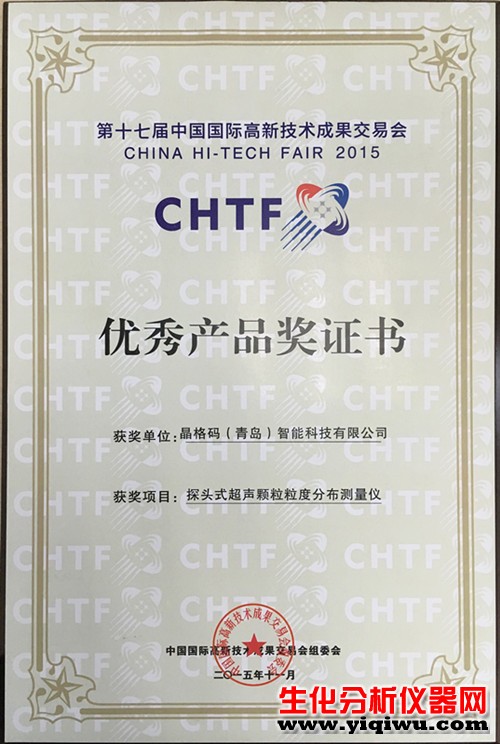 第十七届中国国际高新技术成果交易会
CHINA HI-TECH FAIR 2015
CHTF
优秀产品奖证书
获奖单位:晶格码（青岛）智能科技有限公司
获奖项目: 探头式超声颗粒粒度分布测量仪
中国国际高新技术成果交易会组委会
二〇一五年十一月
生化分析仪器网
www.yiqiwu.com